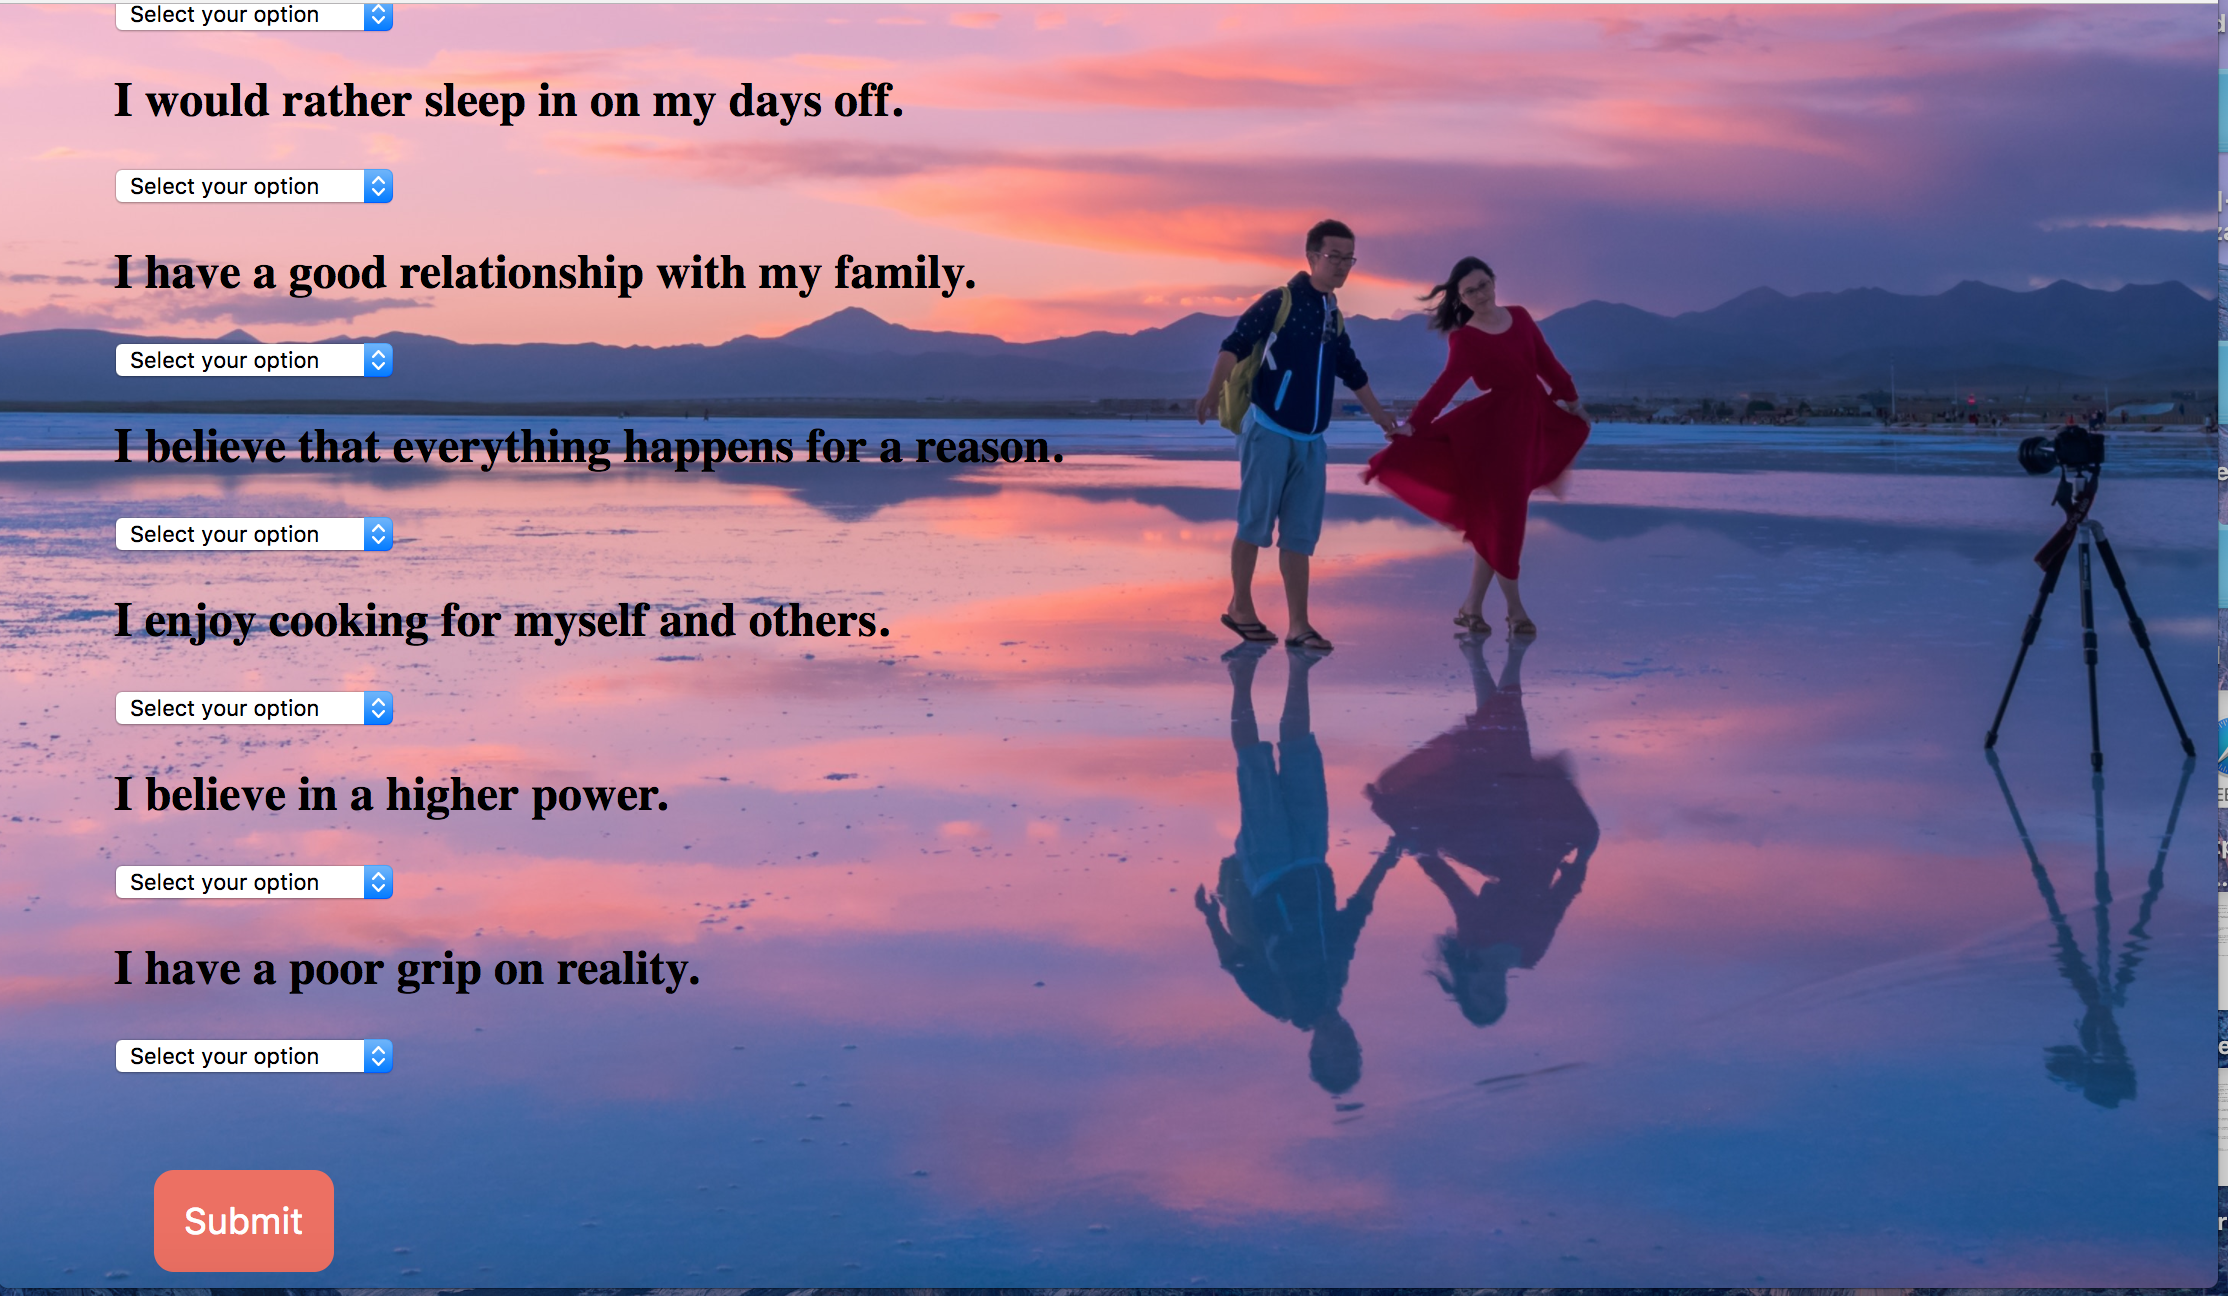 Select your option
I would rather sleep in on my days off.
Select your option
I have a good relationship with my family.
Select your option
I believe that everything happens for a reason.
Select your option
I enjoy cooking for myself and others.
Select your option
I believe in a higher power.
Select your option
I have a poor grip on reality.
Select your option
Submit